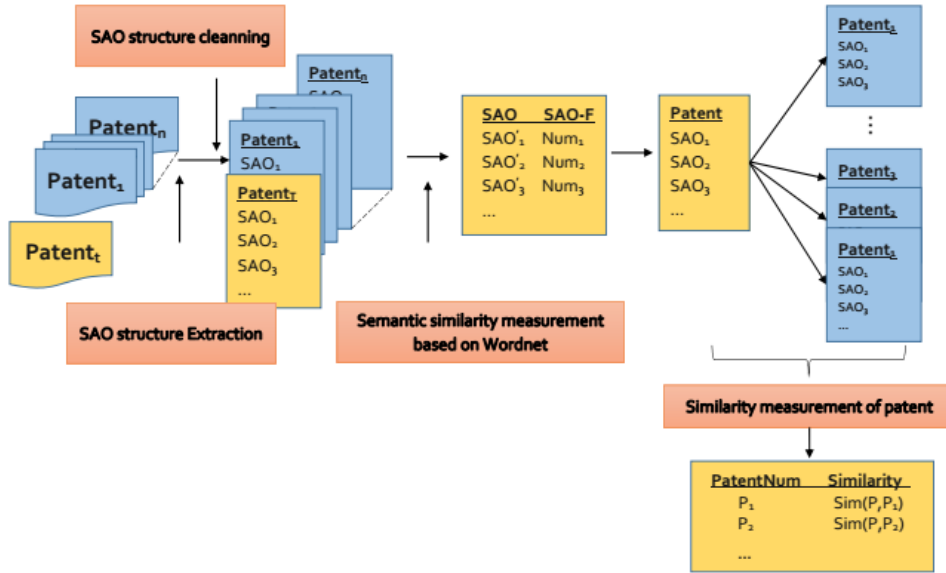 SAO structure cleanning
Patentn
Patent1
Patentt
SAO structure Extraction
Patentn
SAO
Patent1
SAO1
PatentT
SAO1
SAO2
SAO3
...
Semantic similarity measurement
based on Wordnet
SAO SAO-F
SAO'1 Num1
SAO'2 Num2
SAO'3 Num3
...
Patent
SAO1
SAO2
SAO3
...
Patent1
SAO1
SAO2
SAO3
...
Patent3
Patent2
Patent1
SAO1
SAO2
SAO3
...
Similarity measurement of patent
PatentNum Similarity
P1 Sim(P,P1)
P2 Sim(P,P2)
...